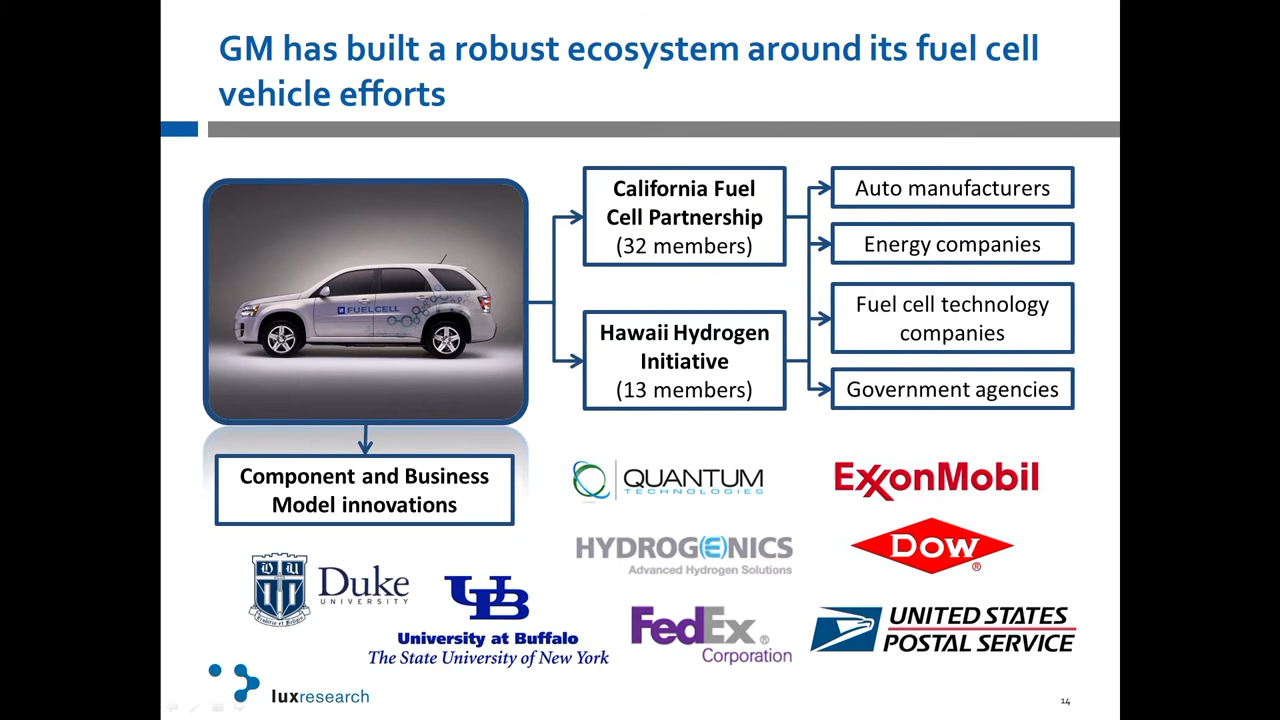 GM has built a robust ecosystem around its fuel cell
vehicle efforts
FUEL CELL
California Fuel
Cell Partnership
(32 members)
Hawaii Hydrogen
Initiative
(13 members)
Auto manufacturers
Energy companies
Fuel cell technology
companies
Government agencies
Component and Business
Model innovations
QUANTUM
TECHNOLOGIES
ExxonMobil
HYDROGENICS
Advanced Hydrogen Solutions
DOW
®
Duke
UNIVERSITY
UB
University at Buffalo
The State University of New York
FedEx ®
Corporation
UNITED STATES
POSTAL SERVICE
luxresearch
14